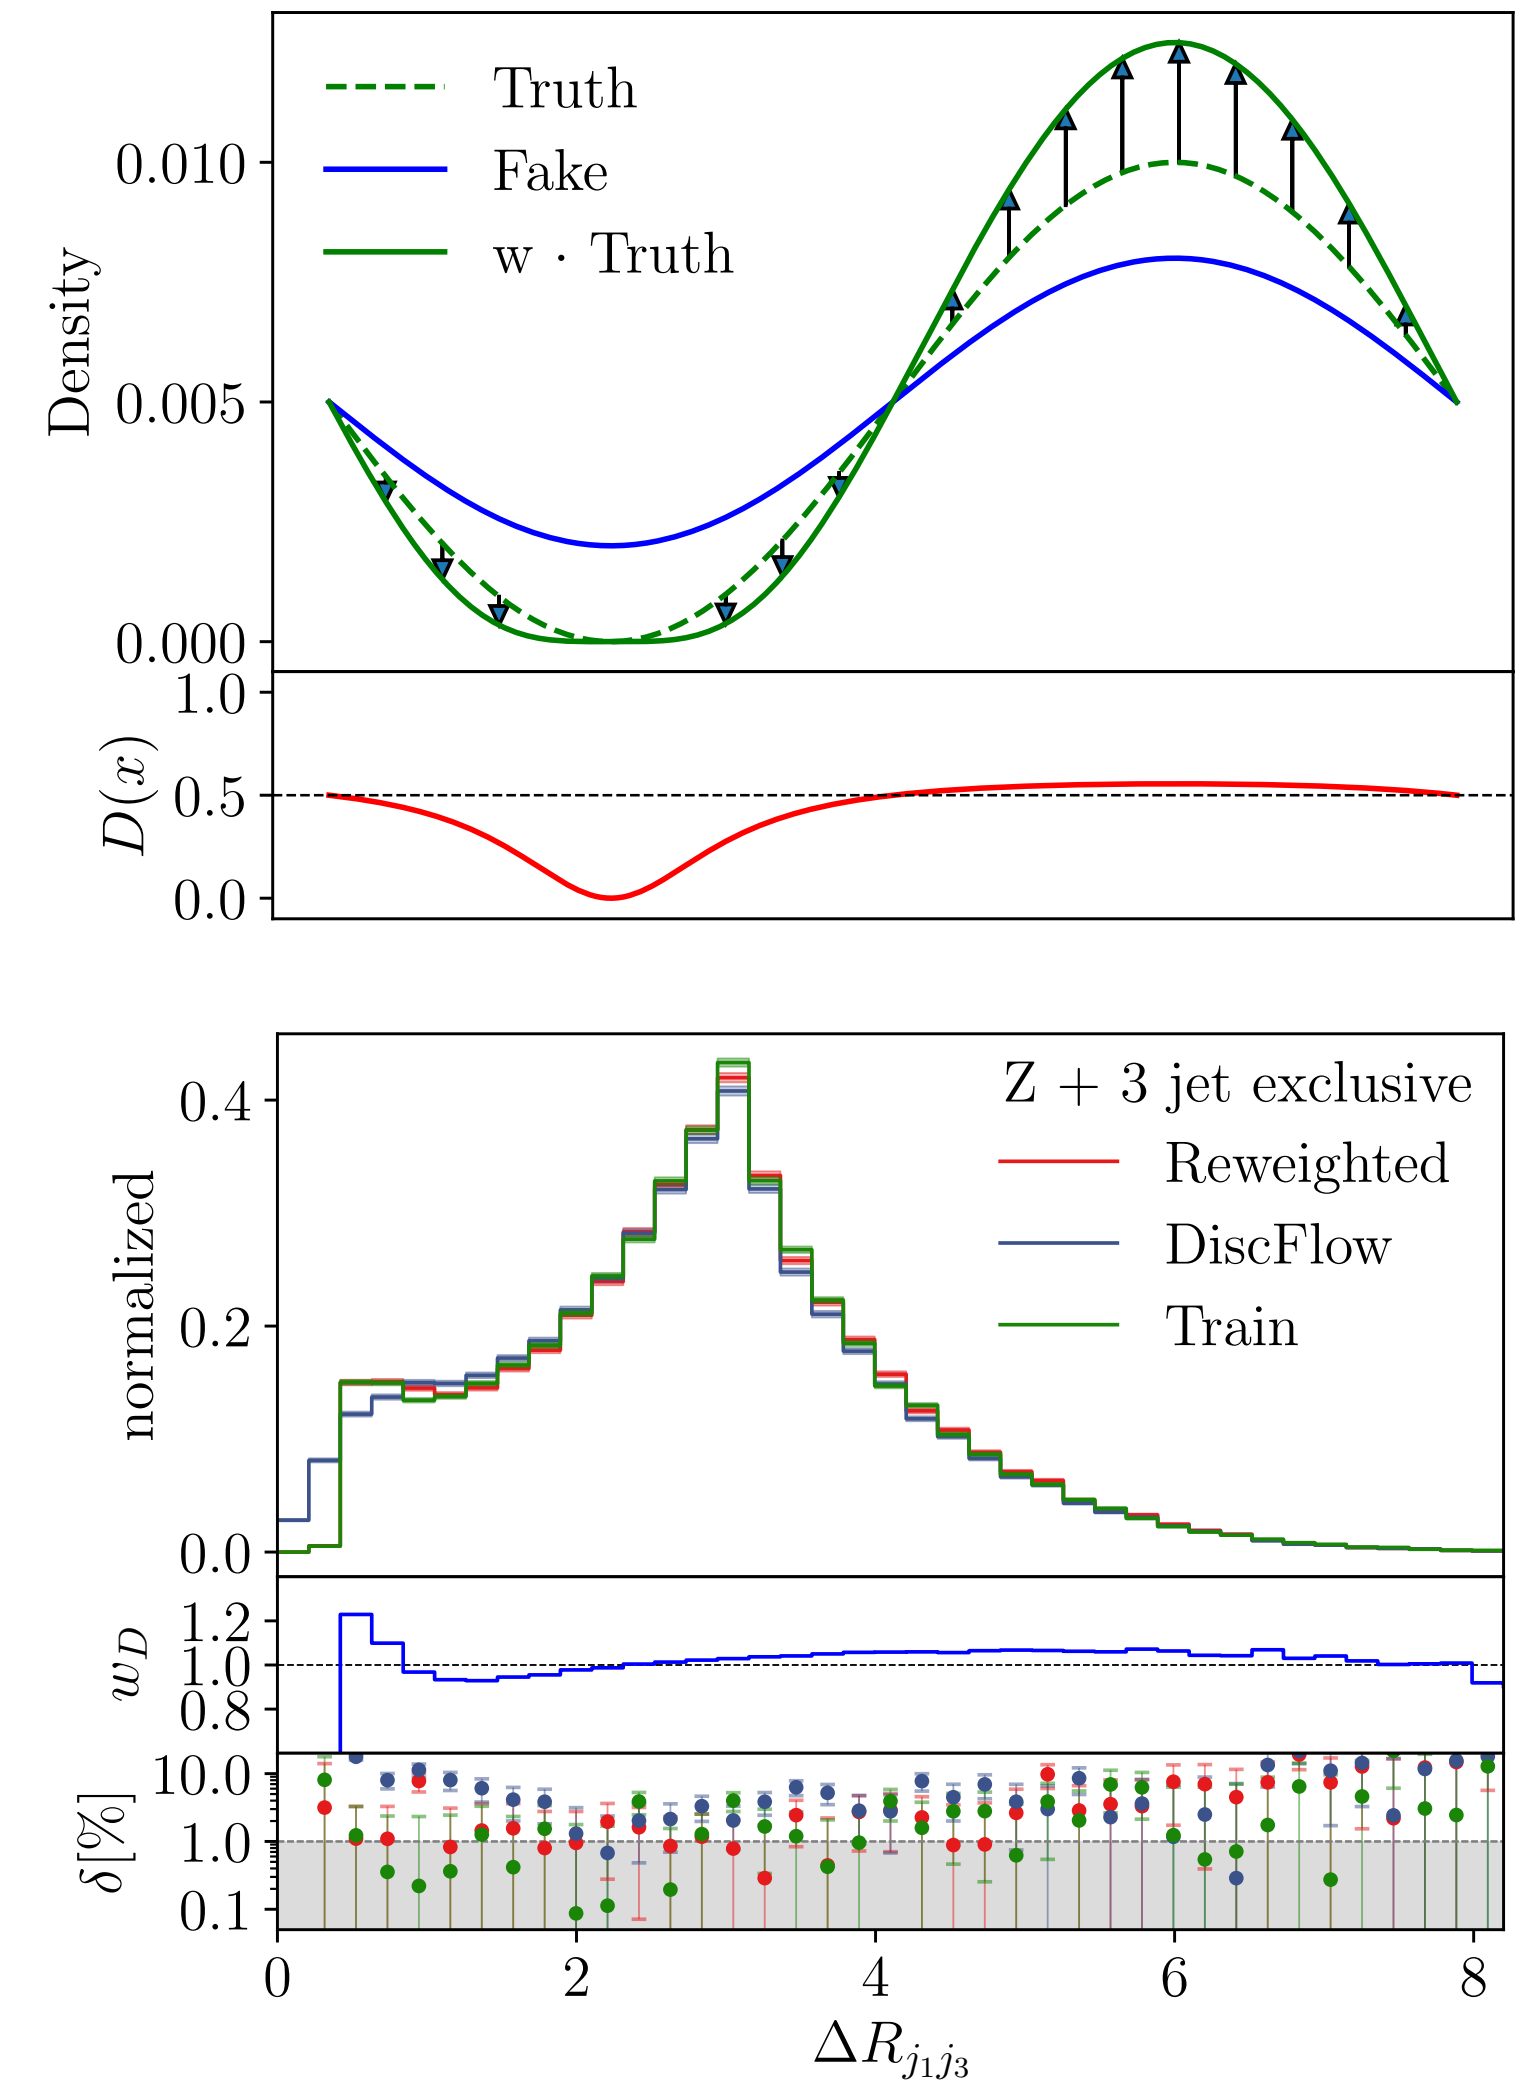 Truth
Fake
w · Truth
Density
0.010
0.005
0.000
D(x)
1.0
0.5
0.0
Z + 3 jet exclusive
Reweighted
DiscFlow
Train
normalized
0.4
0.2
0.0
w_D
1.2
1.0
0.8
δ[%]
10.0
1.0
0.1
0 2 4 6 8
ΔR_{j_1j_3}